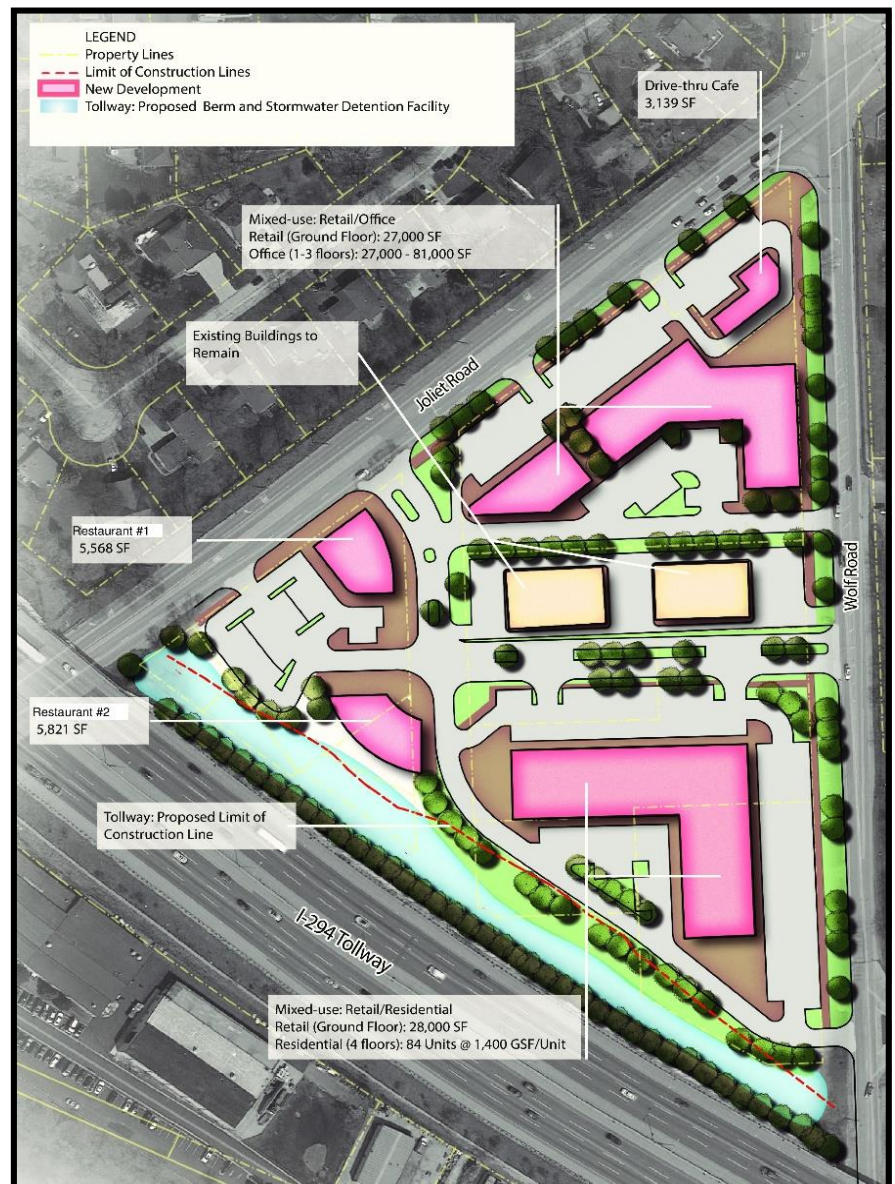 LEGEND
Property Lines
Limit of Construction Lines
New Development
Tollway: Proposed Berm and Stormwater Detention Facility
Drive-thru Cafe
3,139 SF
Mixed-use: Retail/Office
Retail (Ground Floor): 27,000 SF
Office (1-3 floors): 27,000 - 81,000 SF
Existing Buildings to
Remain
Joliet Road
Restaurant #1
5,568 SF
Wolf Road
Restaurant #2
5,821 SF
Tollway: Proposed Limit of
Construction Line
I-294 Tollway
Mixed-use: Retail/Residential
Retail (Ground Floor): 28,000 SF
Residential (4 floors): 84 Units @ 1,400 GSF/Unit